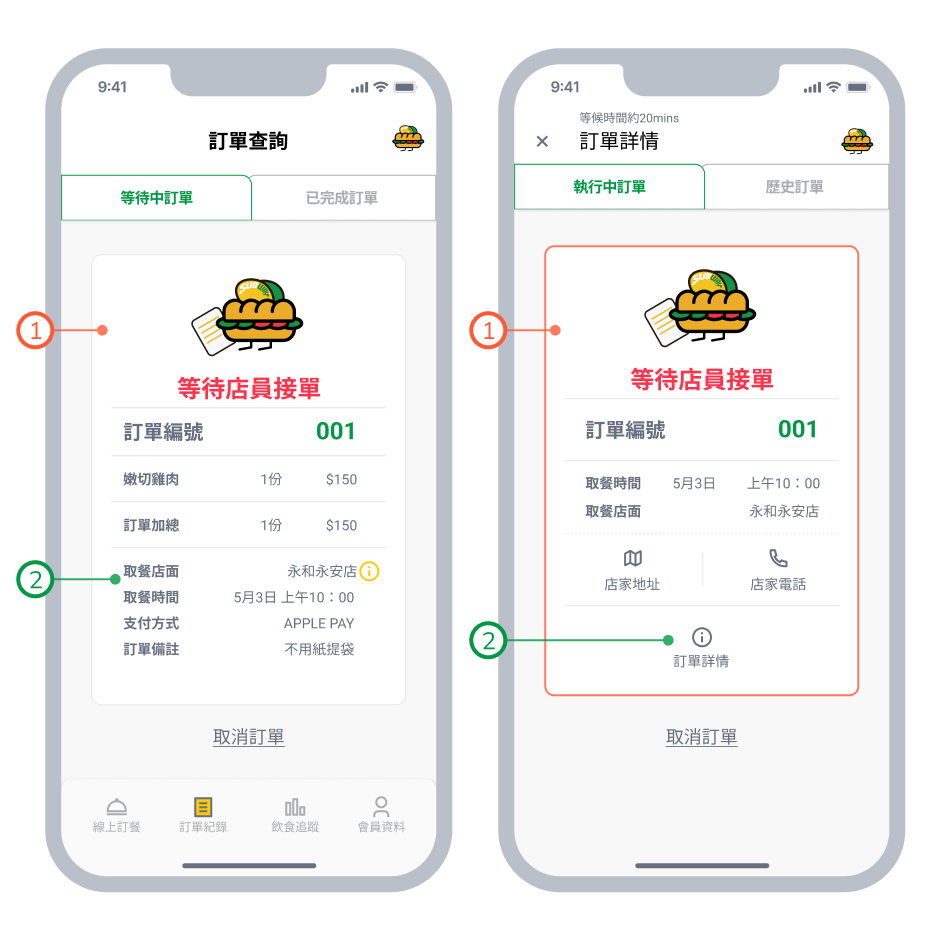 9:41
訂單查詢
等待中訂單
已完成訂單
1
SUBWAY
等待店員接單
訂單編號 001
嫩切雞肉 1份 $150
訂單加總 1份 $150
2
取餐店面 永和永安店
取餐時間 5月3日 上午10：00
支付方式 APPLE PAY
訂單備註 不用紙提袋
取消訂單
線上訂餐
訂單紀錄
飲食追蹤
會員資料
9:41
等候時間約20mins
× 訂單詳情
執行中訂單
歷史訂單
1
SUBWAY
等待店員接單
訂單編號 001
取餐時間 5月3日 上午10：00
取餐店面 永和永安店
店家地址
店家電話
2
訂單詳情
取消訂單